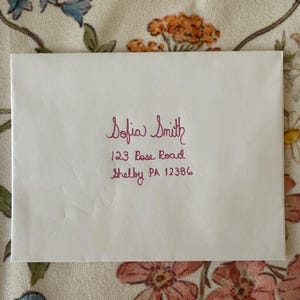 Sofia Smith
123 Rose Road
Shelby PA 12386